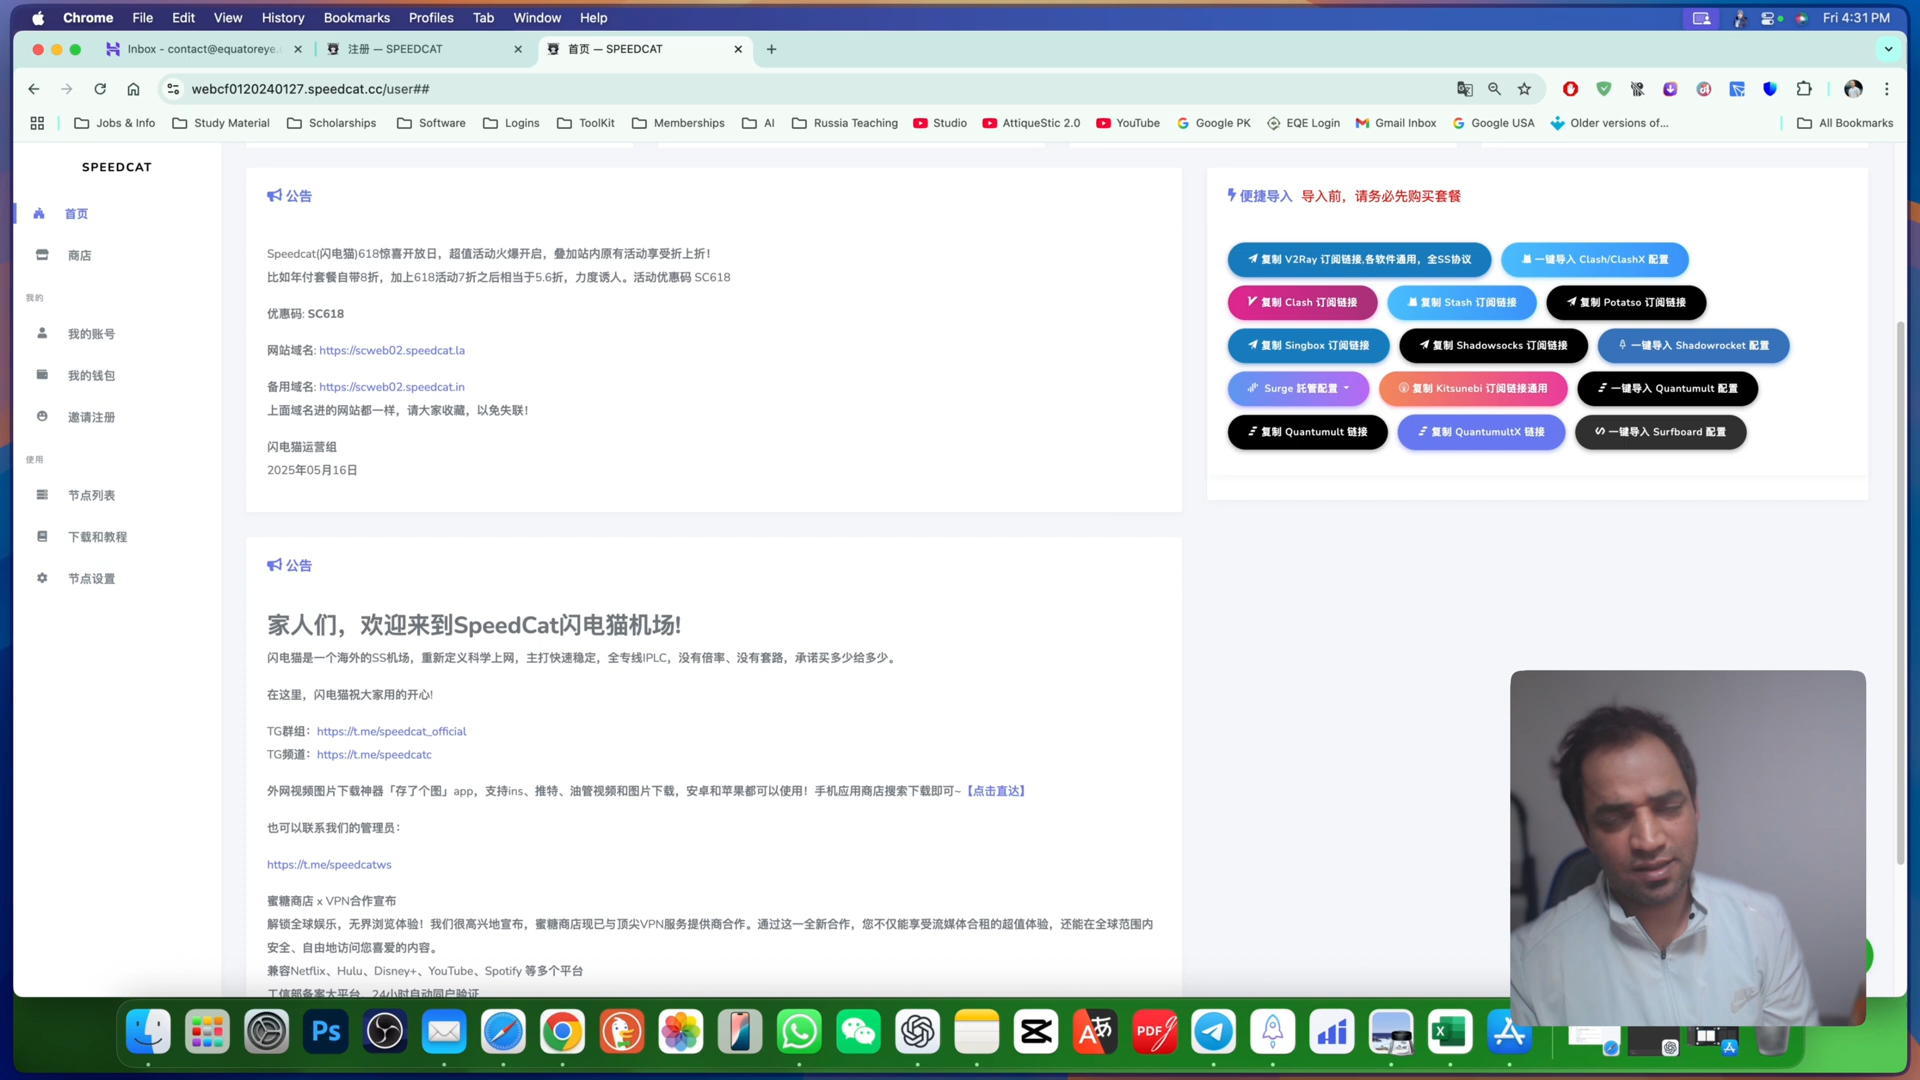 Chrome File Edit View History Bookmarks Profiles Tab Window Help
Fri 4:31 PM
Inbox - contact@equatoreye.
注册 — SPEEDCAT
首页 — SPEEDCAT
webcf0120240127.speedcat.cc/user##
Jobs & Info
Study Material
Scholarships
Software
Logins
ToolKit
Memberships
AI
Russia Teaching
Studio
AttiqueStic 2.0
YouTube
Google PK
EQE Login
Gmail Inbox
Google USA
Older versions of...
All Bookmarks
SPEEDCAT
首页
商店
我的
我的账号
我的钱包
邀请注册
使用
节点列表
下载和教程
节点设置
公告
Speedcat(闪电猫)618惊喜开放日，超值活动火爆开启，叠加站内原有活动享受折上折！
比如年付套餐自带8折，加上618活动7折之后相当于5.6折，力度诱人。活动优惠码 SC618
优惠码: SC618
网站域名: https://scweb02.speedcat.la
备用域名: https://scweb02.speedcat.in
上面域名进的网站都一样，请大家收藏，以免失联！
闪电猫运营组
2025年05月16日
便捷导入 导入前，请务必先购买套餐
复制 V2Ray 订阅链接,各软件通用，全SS协议
一键导入 Clash/ClashX 配置
复制 Clash 订阅链接
复制 Stash 订阅链接
复制 Potatso 订阅链接
复制 Singbox 订阅链接
复制 Shadowsocks 订阅链接
一键导入 Shadowrocket 配置
Surge 託管配置
复制 Kitsunebi 订阅链接通用
一键导入 Quantumult 配置
复制 Quantumult 链接
复制 QuantumultX 链接
一键导入 Surfboard 配置
公告
家人们，欢迎来到SpeedCat闪电猫机场!
闪电猫是一个海外的SS机场，重新定义科学上网，主打快速稳定，全专线IPLC，没有倍率、没有套路，承诺买多少给多少。
在这里，闪电猫祝大家用的开心!
TG群组：https://t.me/speedcat_official
TG频道：https://t.me/speedcatc
外网视频图片下载神器「存了个图」app，支持ins、推特、油管视频和图片下载，安卓和苹果都可以使用！手机应用商店搜索下载即可~【点击直达】
也可以联系我们的管理员：
https://t.me/speedcatws
蜜糖商店 x VPN合作宣布
解锁全球娱乐，无界浏览体验！我们很高兴地宣布，蜜糖商店现已与顶尖VPN服务提供商合作。通过这一全新合作，您不仅能享受流媒体合租的超值体验，还能在全球范围内
安全、自由地访问您喜爱的内容。
兼容Netflix、Hulu、Disney+、YouTube、Spotify 等多个平台
工信部备案大平台，24小时自动同户验证
Ps
PDF